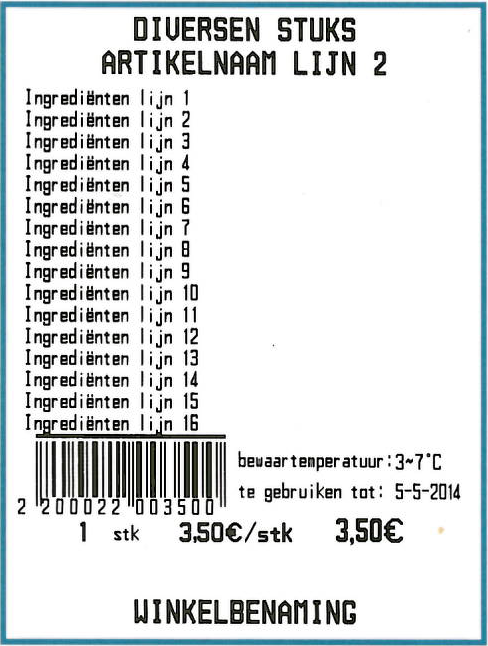 DIVERSEN STUKS
ARTIKELNAAM LIJN 2
Ingrediënten lijn 1
Ingrediënten lijn 2
Ingrediënten lijn 3
Ingrediënten lijn 4
Ingrediënten lijn 5
Ingrediënten lijn 6
Ingrediënten lijn 7
Ingrediënten lijn 8
Ingrediënten lijn 9
Ingrediënten lijn 10
Ingrediënten lijn 11
Ingrediënten lijn 12
Ingrediënten lijn 13
Ingrediënten lijn 14
Ingrediënten lijn 15
Ingrediënten lijn 16
bewaartemperatuur:3~7°C
te gebruiken tot: 5-5-2014
2 200022 003500
1 stk 3,50€/stk 3,50€
WINKELBENAMING